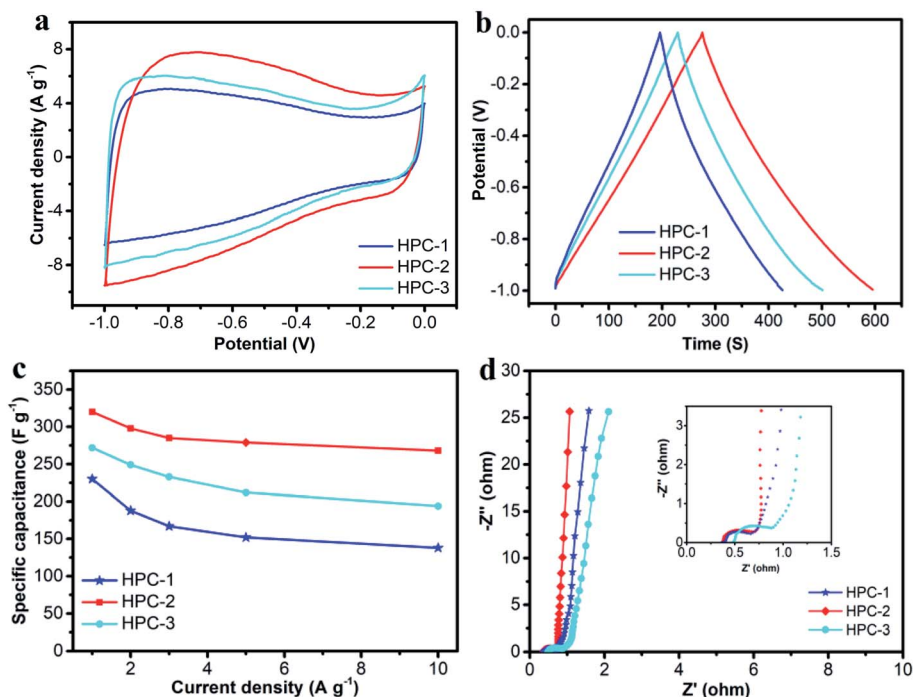 a
Current density (A g⁻¹)
8
4
0
-4
-8
-1.0
-0.8
-0.6
-0.4
-0.2
0.0
Potential (V)
HPC-1
HPC-2
HPC-3
b
Potential (V)
0.0
-0.2
-0.4
-0.6
-0.8
-1.0
0
100
200
300
400
500
600
Time (S)
HPC-1
HPC-2
HPC-3
c
Specific capacitance (F g⁻¹)
375
350
300
250
200
150
100
50
0
2
4
6
8
10
Current density (A g⁻¹)
HPC-1
HPC-2
HPC-3
d
-Z" (ohm)
30
25
20
15
10
5
0
0
2
4
6
8
10
Z' (ohm)
-Z" (ohm)
3
2
1
0
0.0
0.5
1.0
1.5
Z' (ohm)
HPC-1
HPC-2
HPC-3